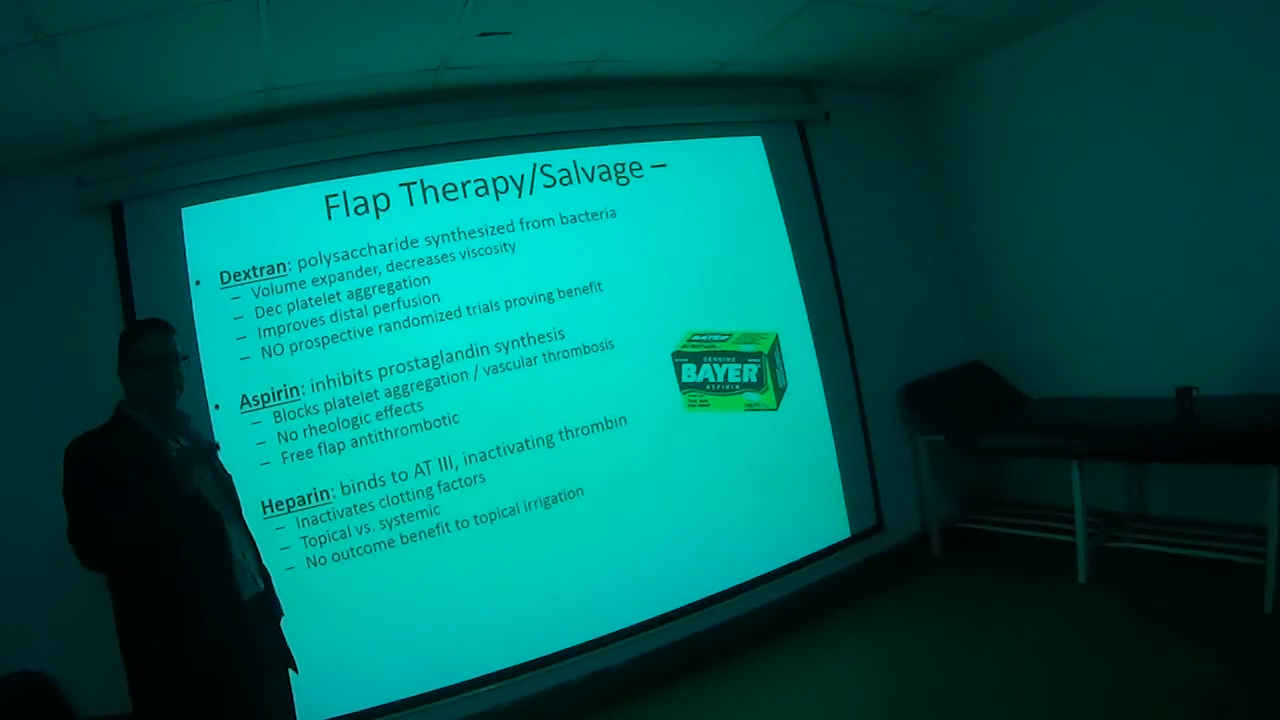 Flap Therapy/Salvage –
• Dextran: polysaccharide synthesized from bacteria
– Volume expander, decreases viscosity
– Dec platelet aggregation
– Improves distal perfusion
– NO prospective randomized trials proving benefit
• Aspirin: inhibits prostaglandin synthesis
– Blocks platelet aggregation / vascular thrombosis
– No rheologic effects
– Free flap antithrombotic
Heparin: binds to AT III, inactivating thrombin
– Inactivates clotting factors
– Topical vs. systemic
– No outcome benefit to topical irrigation
BAYER
GENUINE
BAYER
ASPIRIN